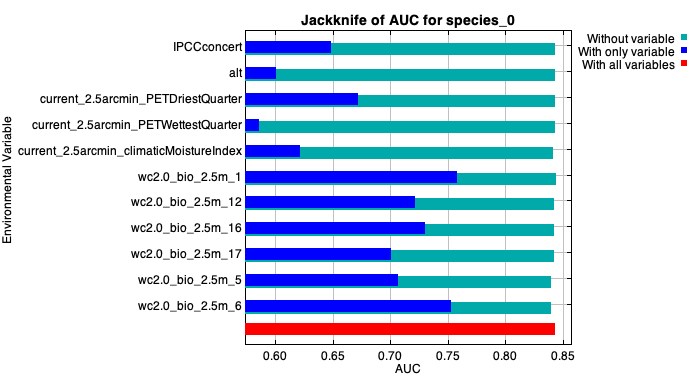 Jackknife of AUC for species_0
Without variable
With only variable
With all variables
Environmental Variable
IPCCconcert
alt
current_2.5arcmin_PETDriestQuarter
current_2.5arcmin_PETWettestQuarter
current_2.5arcmin_climaticMoistureIndex
wc2.0_bio_2.5m_1
wc2.0_bio_2.5m_12
wc2.0_bio_2.5m_16
wc2.0_bio_2.5m_17
wc2.0_bio_2.5m_5
wc2.0_bio_2.5m_6
0.60 0.65 0.70 0.75 0.80 0.85
AUC